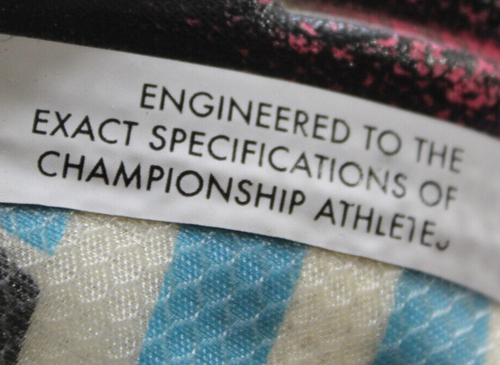 ENGINEERED TO THE
EXACT SPECIFICATIONS OF
CHAMPIONSHIP ATHLETES